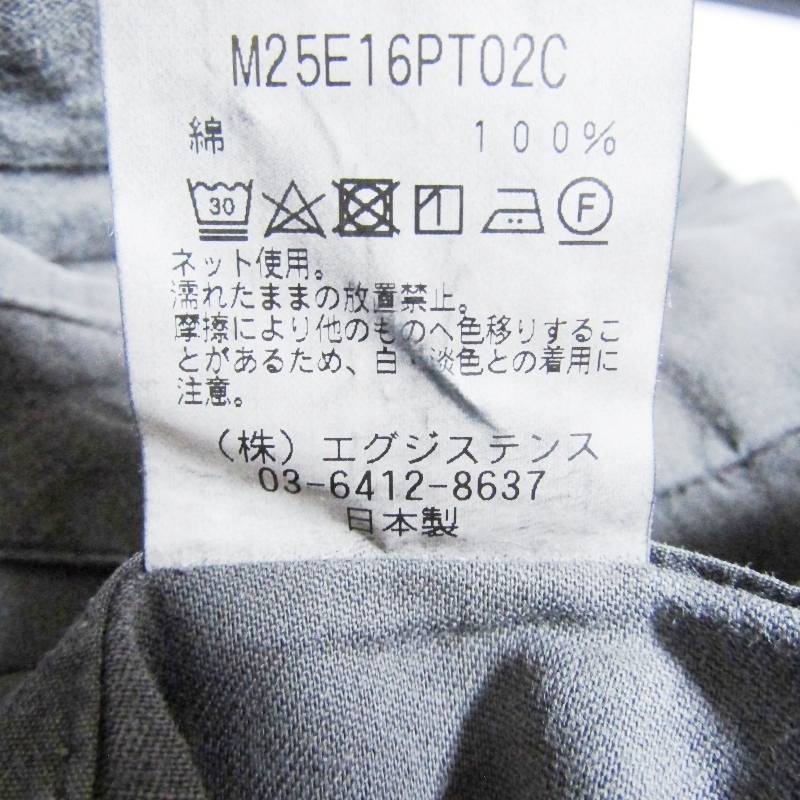 M25E16PT02C
綿 100%
30 F
ネット使用。
濡れたままの放置禁止。
摩擦により他のものへ色移りするこ
とがあるため、白・淡色との着用に
注意。
(株) エグジステンス
03-6412-8637
日本製